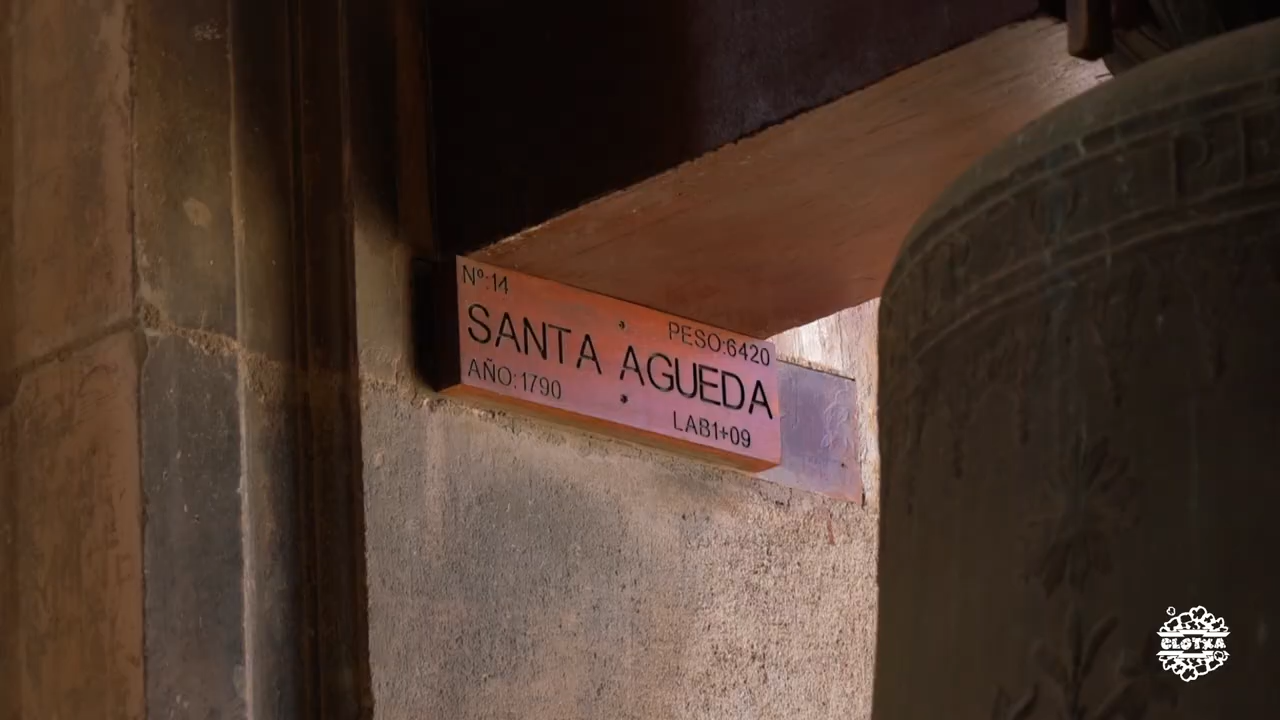 Nº:14
PESO:6420
SANTA AGUEDA
AÑO:1790
LAB1+09
CLOTXA